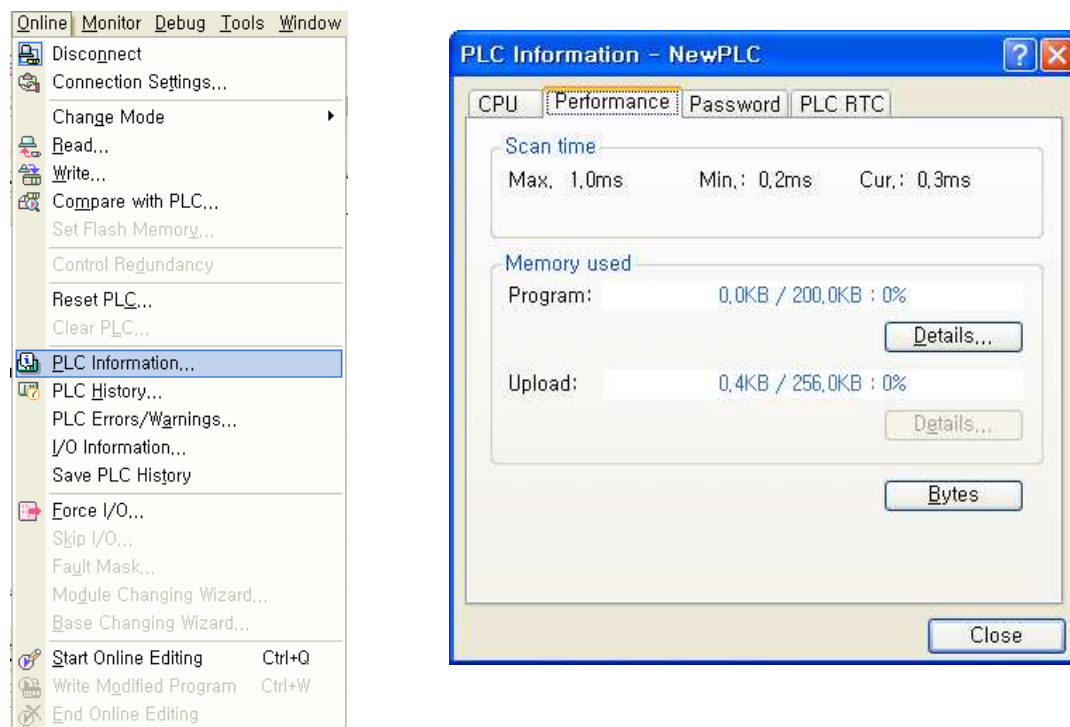 Online Monitor Debug Tools Window
Disconnect
Connection Settings...
Change Mode
Read...
Write...
Compare with PLC...
Set Flash Memory...
Control Redundancy
Reset PLC...
Clear PLC...
PLC Information...
PLC History...
PLC Errors/Warnings...
I/O Information...
Save PLC History
Force I/O...
Skip I/O...
Fault Mask...
Module Changing Wizard...
Base Changing Wizard...
Start Online Editing Ctrl+Q
Write Modified Program Ctrl+W
End Online Editing
PLC Information - NewPLC
CPU Performance Password PLC RTC
Scan time
Max. 1.0ms Min.: 0.2ms Cur.: 0.3ms
Memory used
Program: 0.0KB / 200.0KB : 0%
Details...
Upload: 0.4KB / 256.0KB : 0%
Details...
Bytes
Close